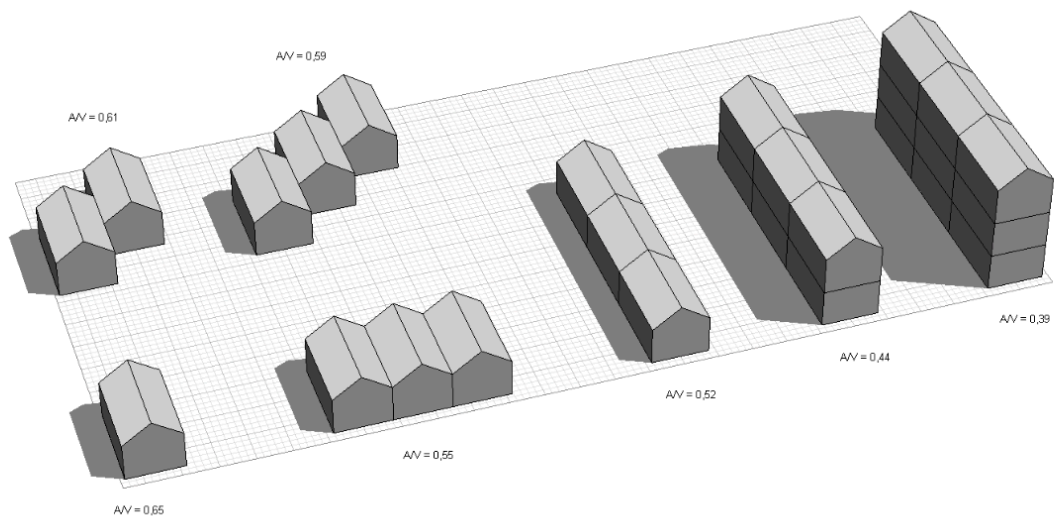 A/V = 0,59
A/V = 0,61
A/V = 0,39
A/V = 0,44
A/V = 0,52
A/V = 0,55
A/V = 0,65